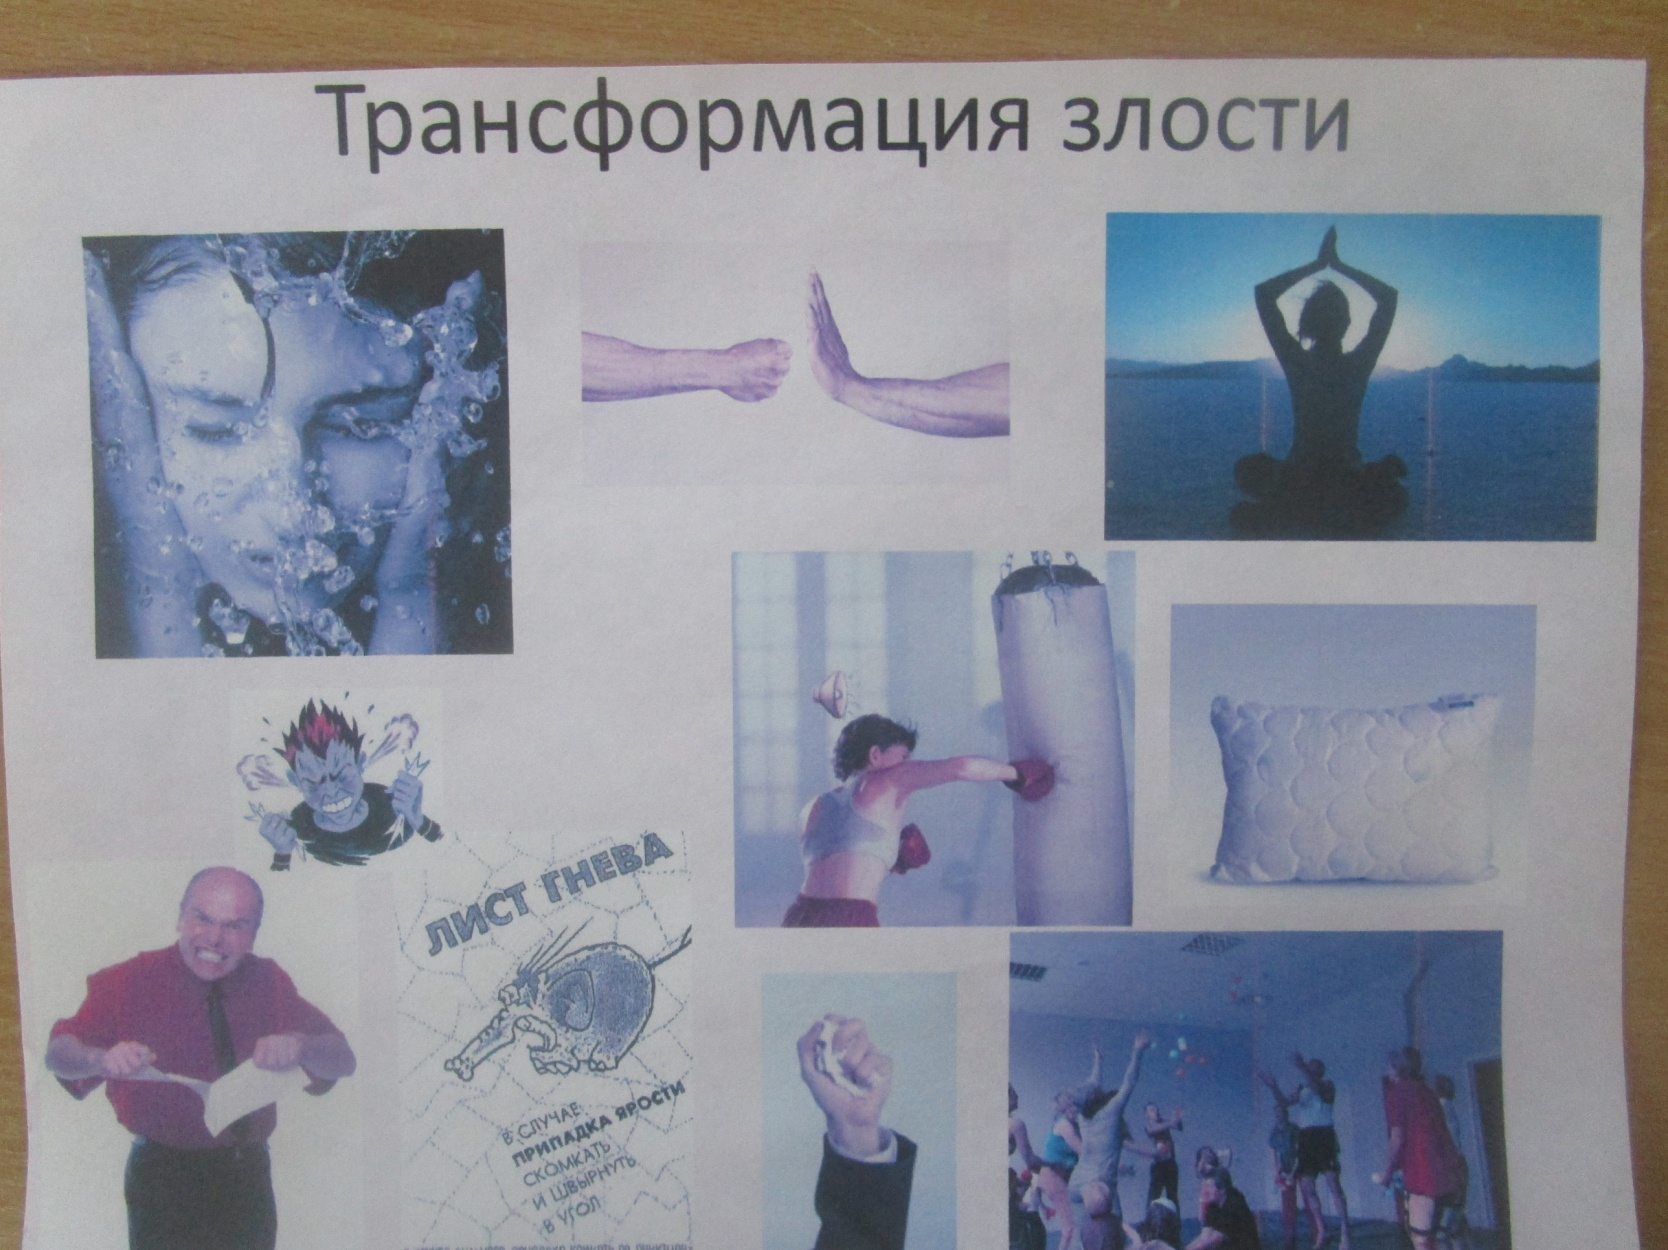 Трансформация злости
ЛИСТ ГНЕВА
В СЛУЧАЕ
ПРИПАДКА ЯРОСТИ
СКОМКАТЬ
И ШВЫРНУТЬ
В УГОЛ